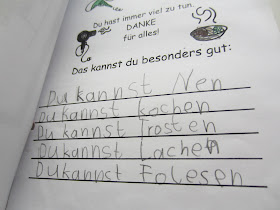 Du hast immer viel zu tun.
DANKE
für alles!
Das kannst du besonders gut:
Du kannst Nen
Du kannst kochen
Du kannst trosten
Du kannst Lachen
Du kannst Folesen